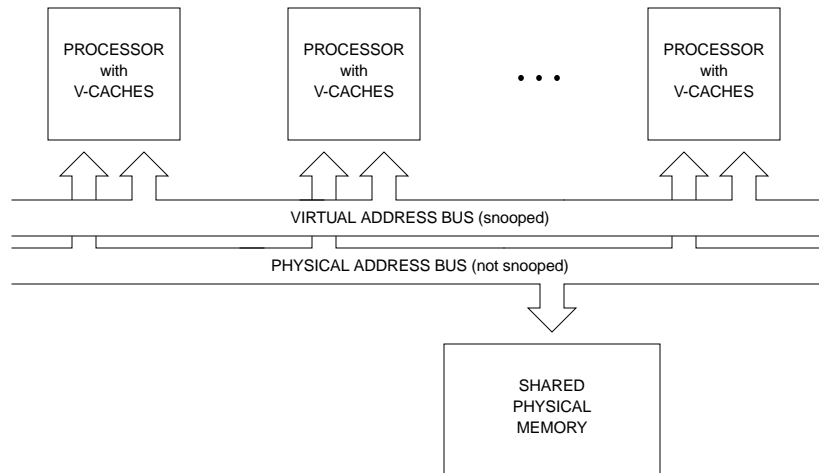 PROCESSOR
with
V-CACHES
PROCESSOR
with
V-CACHES
• • •
PROCESSOR
with
V-CACHES
VIRTUAL ADDRESS BUS (snooped)
PHYSICAL ADDRESS BUS (not snooped)
SHARED
PHYSICAL
MEMORY